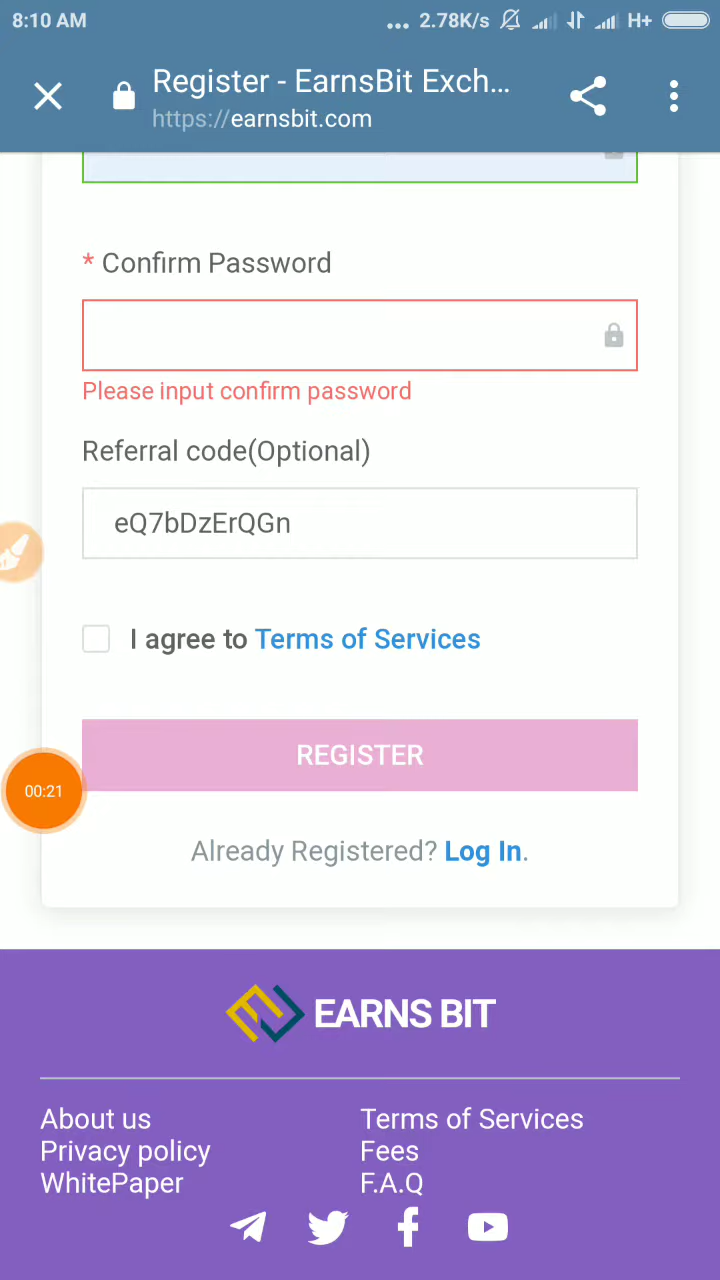 8:10 AM
... 2.78K/s H+
Register - EarnsBit Exch...
https://earnsbit.com
* Confirm Password
Please input confirm password
Referral code(Optional)
eQ7bDzErQGn
I agree to Terms of Services
REGISTER
00:21
Already Registered? Log In.
EARNS BIT
About us
Terms of Services
Privacy policy
Fees
WhitePaper
F.A.Q